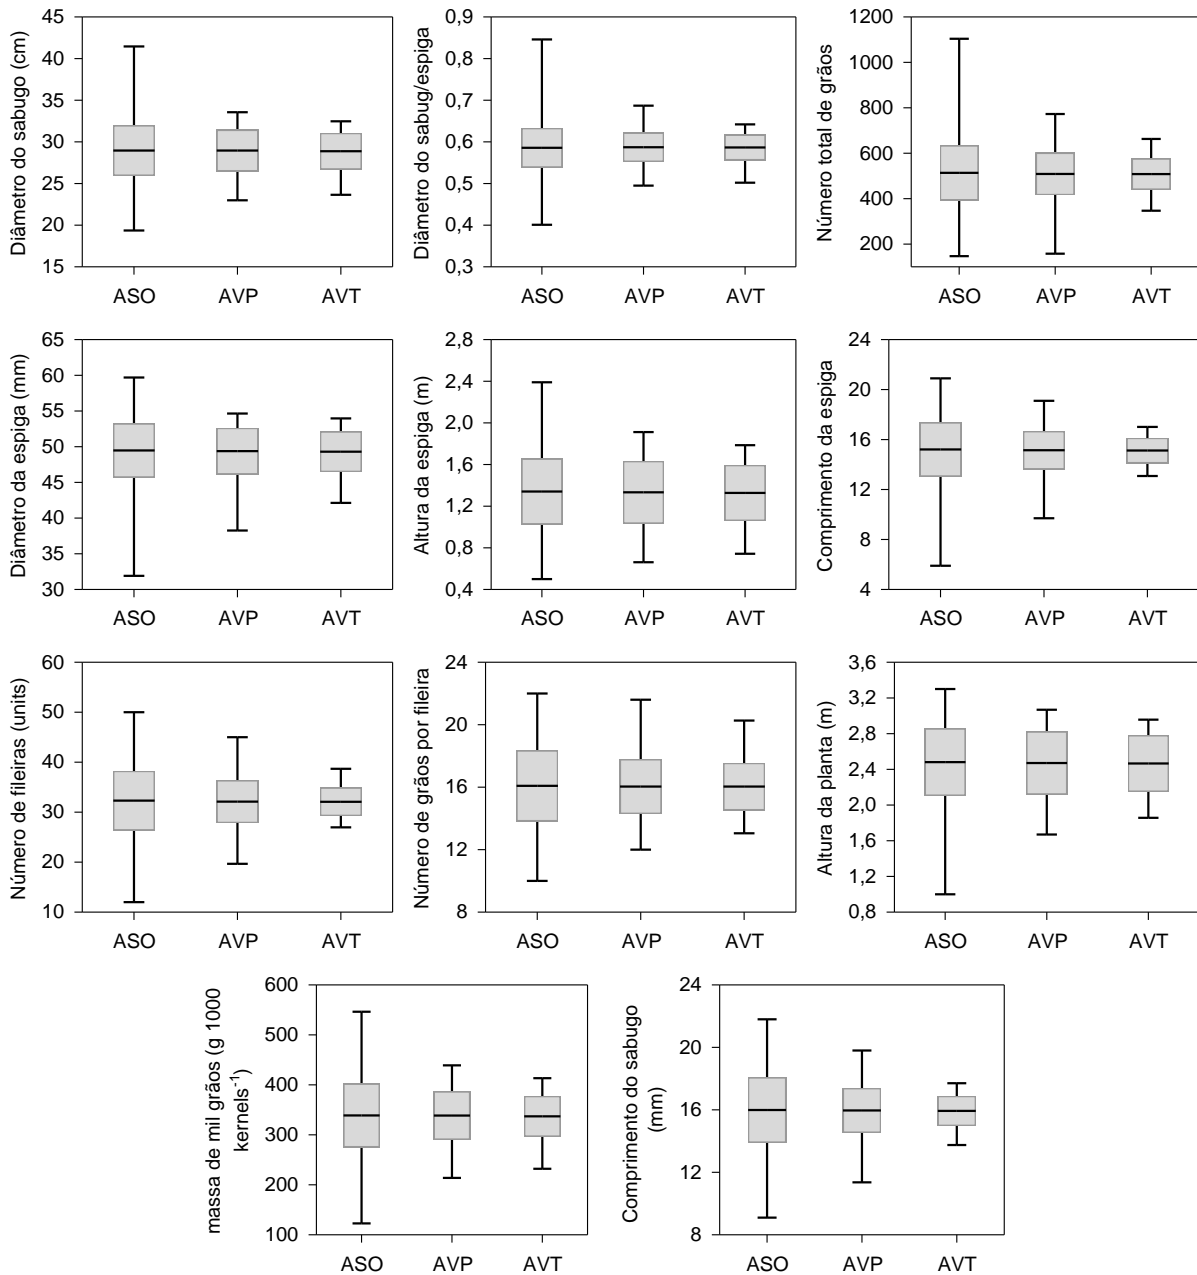 Diâmetro do sabugo (cm)
45
40
35
30
25
20
15
ASO AVP AVT
Diâmetro do sabug/espiga
0,9
0,8
0,7
0,6
0,5
0,4
0,3
ASO AVP AVT
Número total de grãos
1200
1000
800
600
400
200
ASO AVP AVT
Diâmetro da espiga (mm)
65
60
55
50
45
40
35
30
ASO AVP AVT
Altura da espiga (m)
2,8
2,4
2,0
1,6
1,2
0,8
0,4
ASO AVP AVT
Comprimento da espiga
24
20
16
12
8
4
ASO AVP AVT
Número de fileiras (units)
60
50
40
30
20
10
ASO AVP AVT
Número de grãos por fileira
24
20
16
12
8
ASO AVP AVT
Altura da planta (m)
3,6
3,2
2,8
2,4
2,0
1,6
1,2
0,8
ASO AVP AVT
massa de mil grãos (g 1000
kernels⁻¹)
600
500
400
300
200
100
ASO AVP AVT
Comprimento do sabugo
(mm)
24
20
16
12
8
ASO AVP AVT